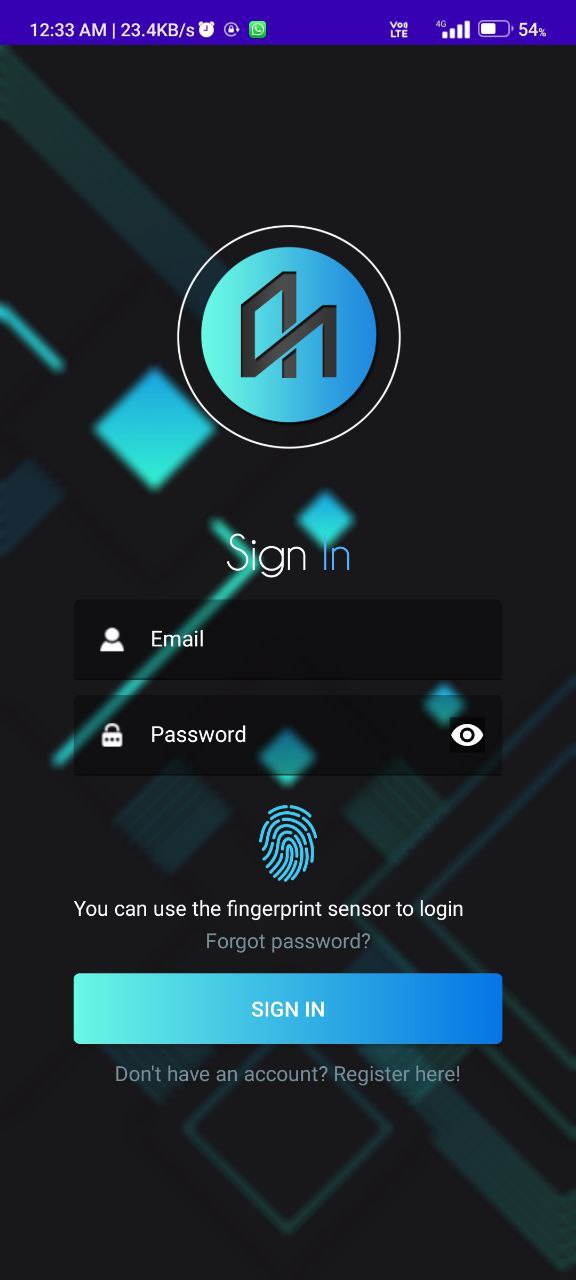 12:33 AM | 23.4KB/s Vo)) LTE 4G 54%
Sign In
Email
Password
You can use the fingerprint sensor to login
Forgot password?
SIGN IN
Don't have an account? Register here!